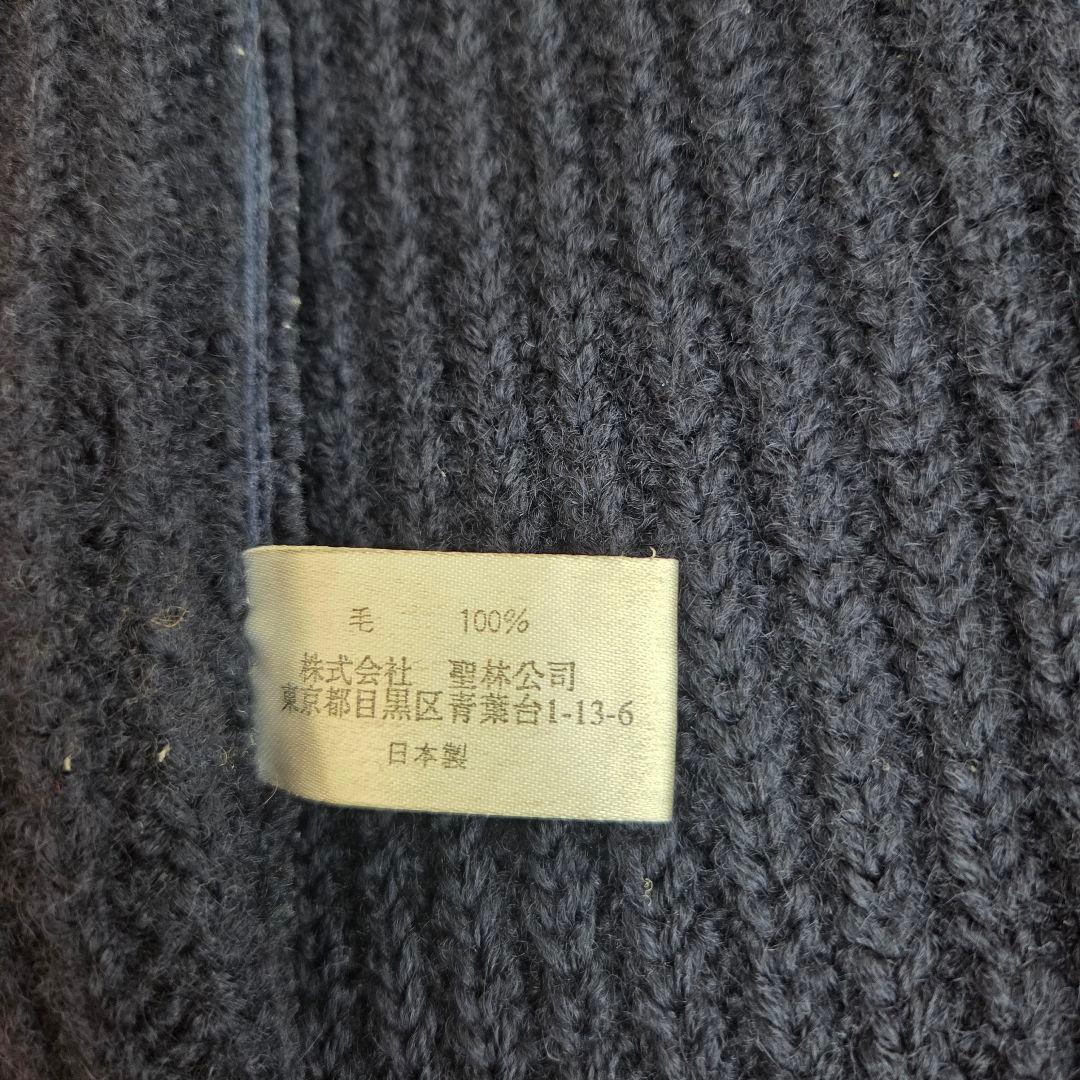 毛 100%
株式会社 聖林公司
東京都目黒区青葉台1-13-6
日本製